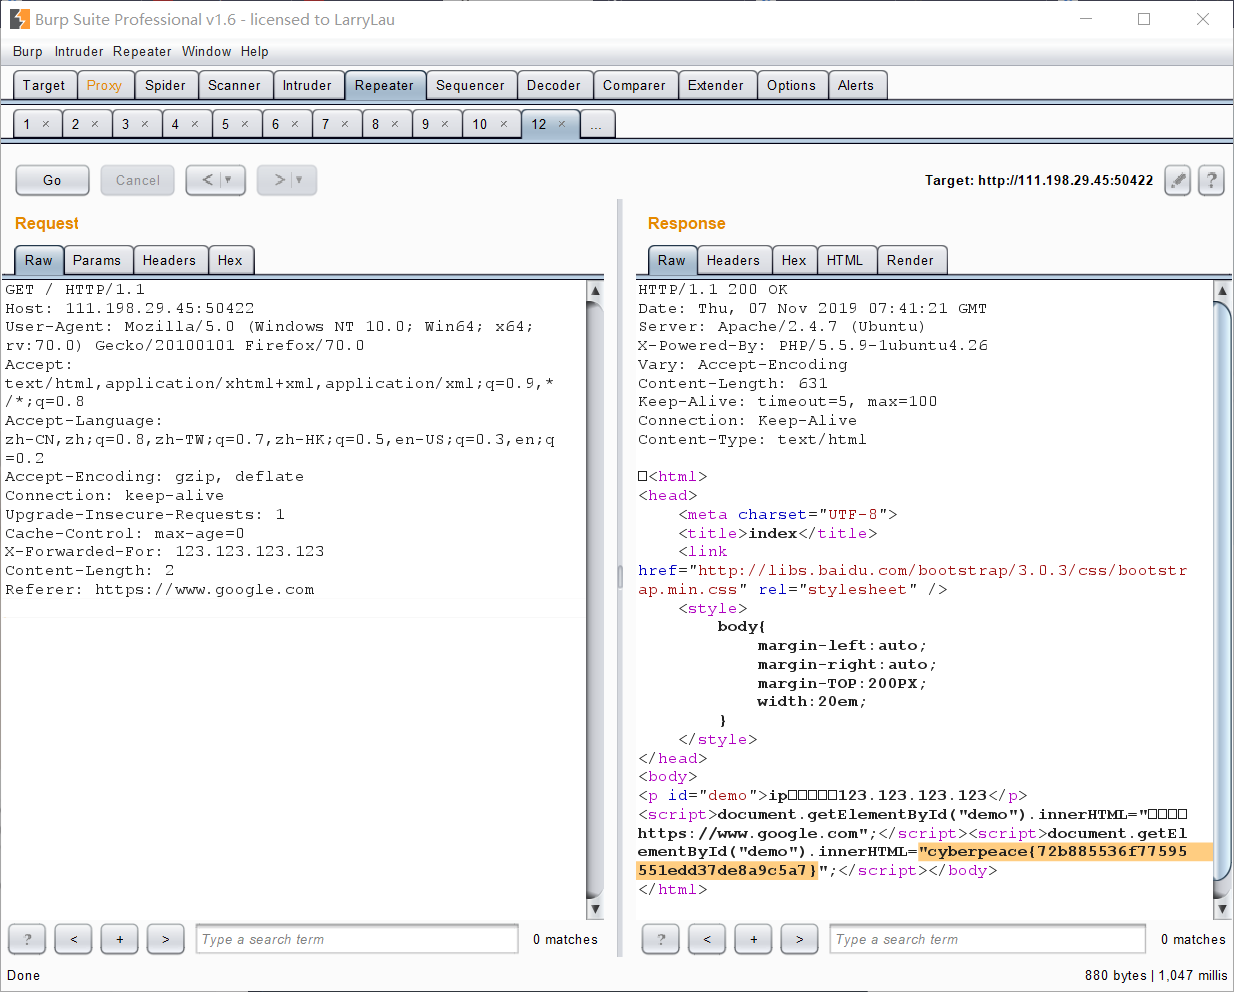 Burp Suite Professional v1.6 - licensed to LarryLau
Burp Intruder Repeater Window Help
Target Proxy Spider Scanner Intruder Repeater Sequencer Decoder Comparer Extender Options Alerts
1 × 2 × 3 × 4 × 5 × 6 × 7 × 8 × 9 × 10 × 12 × ...
Go Cancel < > Target: http://111.198.29.45:50422 ?
Request
Raw Params Headers Hex
GET / HTTP/1.1
Host: 111.198.29.45:50422
User-Agent: Mozilla/5.0 (Windows NT 10.0; Win64; x64;
rv:70.0) Gecko/20100101 Firefox/70.0
Accept:
text/html,application/xhtml+xml,application/xml;q=0.9,*
/*;q=0.8
Accept-Language:
zh-CN,zh;q=0.8,zh-TW;q=0.7,zh-HK;q=0.5,en-US;q=0.3,en;q
=0.2
Accept-Encoding: gzip, deflate
Connection: keep-alive
Upgrade-Insecure-Requests: 1
Cache-Control: max-age=0
X-Forwarded-For: 123.123.123.123
Content-Length: 2
Referer: https://www.google.com
? < + > Type a search term 0 matches
Response
Raw Headers Hex HTML Render
HTTP/1.1 200 OK
Date: Thu, 07 Nov 2019 07:41:21 GMT
Server: Apache/2.4.7 (Ubuntu)
X-Powered-By: PHP/5.5.9-1ubuntu4.26
Vary: Accept-Encoding
Content-Length: 631
Keep-Alive: timeout=5, max=100
Connection: Keep-Alive
Content-Type: text/html
□<html>
<head>
<meta charset="UTF-8">
<title>index</title>
<link
href="http://libs.baidu.com/bootstrap/3.0.3/css/bootstr
ap.min.css" rel="stylesheet" />
<style>
body{
margin-left:auto;
margin-right:auto;
margin-TOP:200PX;
width:20em;
}
</style>
</head>
<body>
<p id="demo">ip□□□□□123.123.123.123</p>
<script>document.getElementById("demo").innerHTML="□□□□
https://www.google.com";</script><script>document.getEl
ementById("demo").innerHTML="cyberpeace{72b885536f77595
551edd37de8a9c5a7}";</script></body>
</html>
? < + > Type a search term 0 matches
Done 880 bytes | 1,047 millis